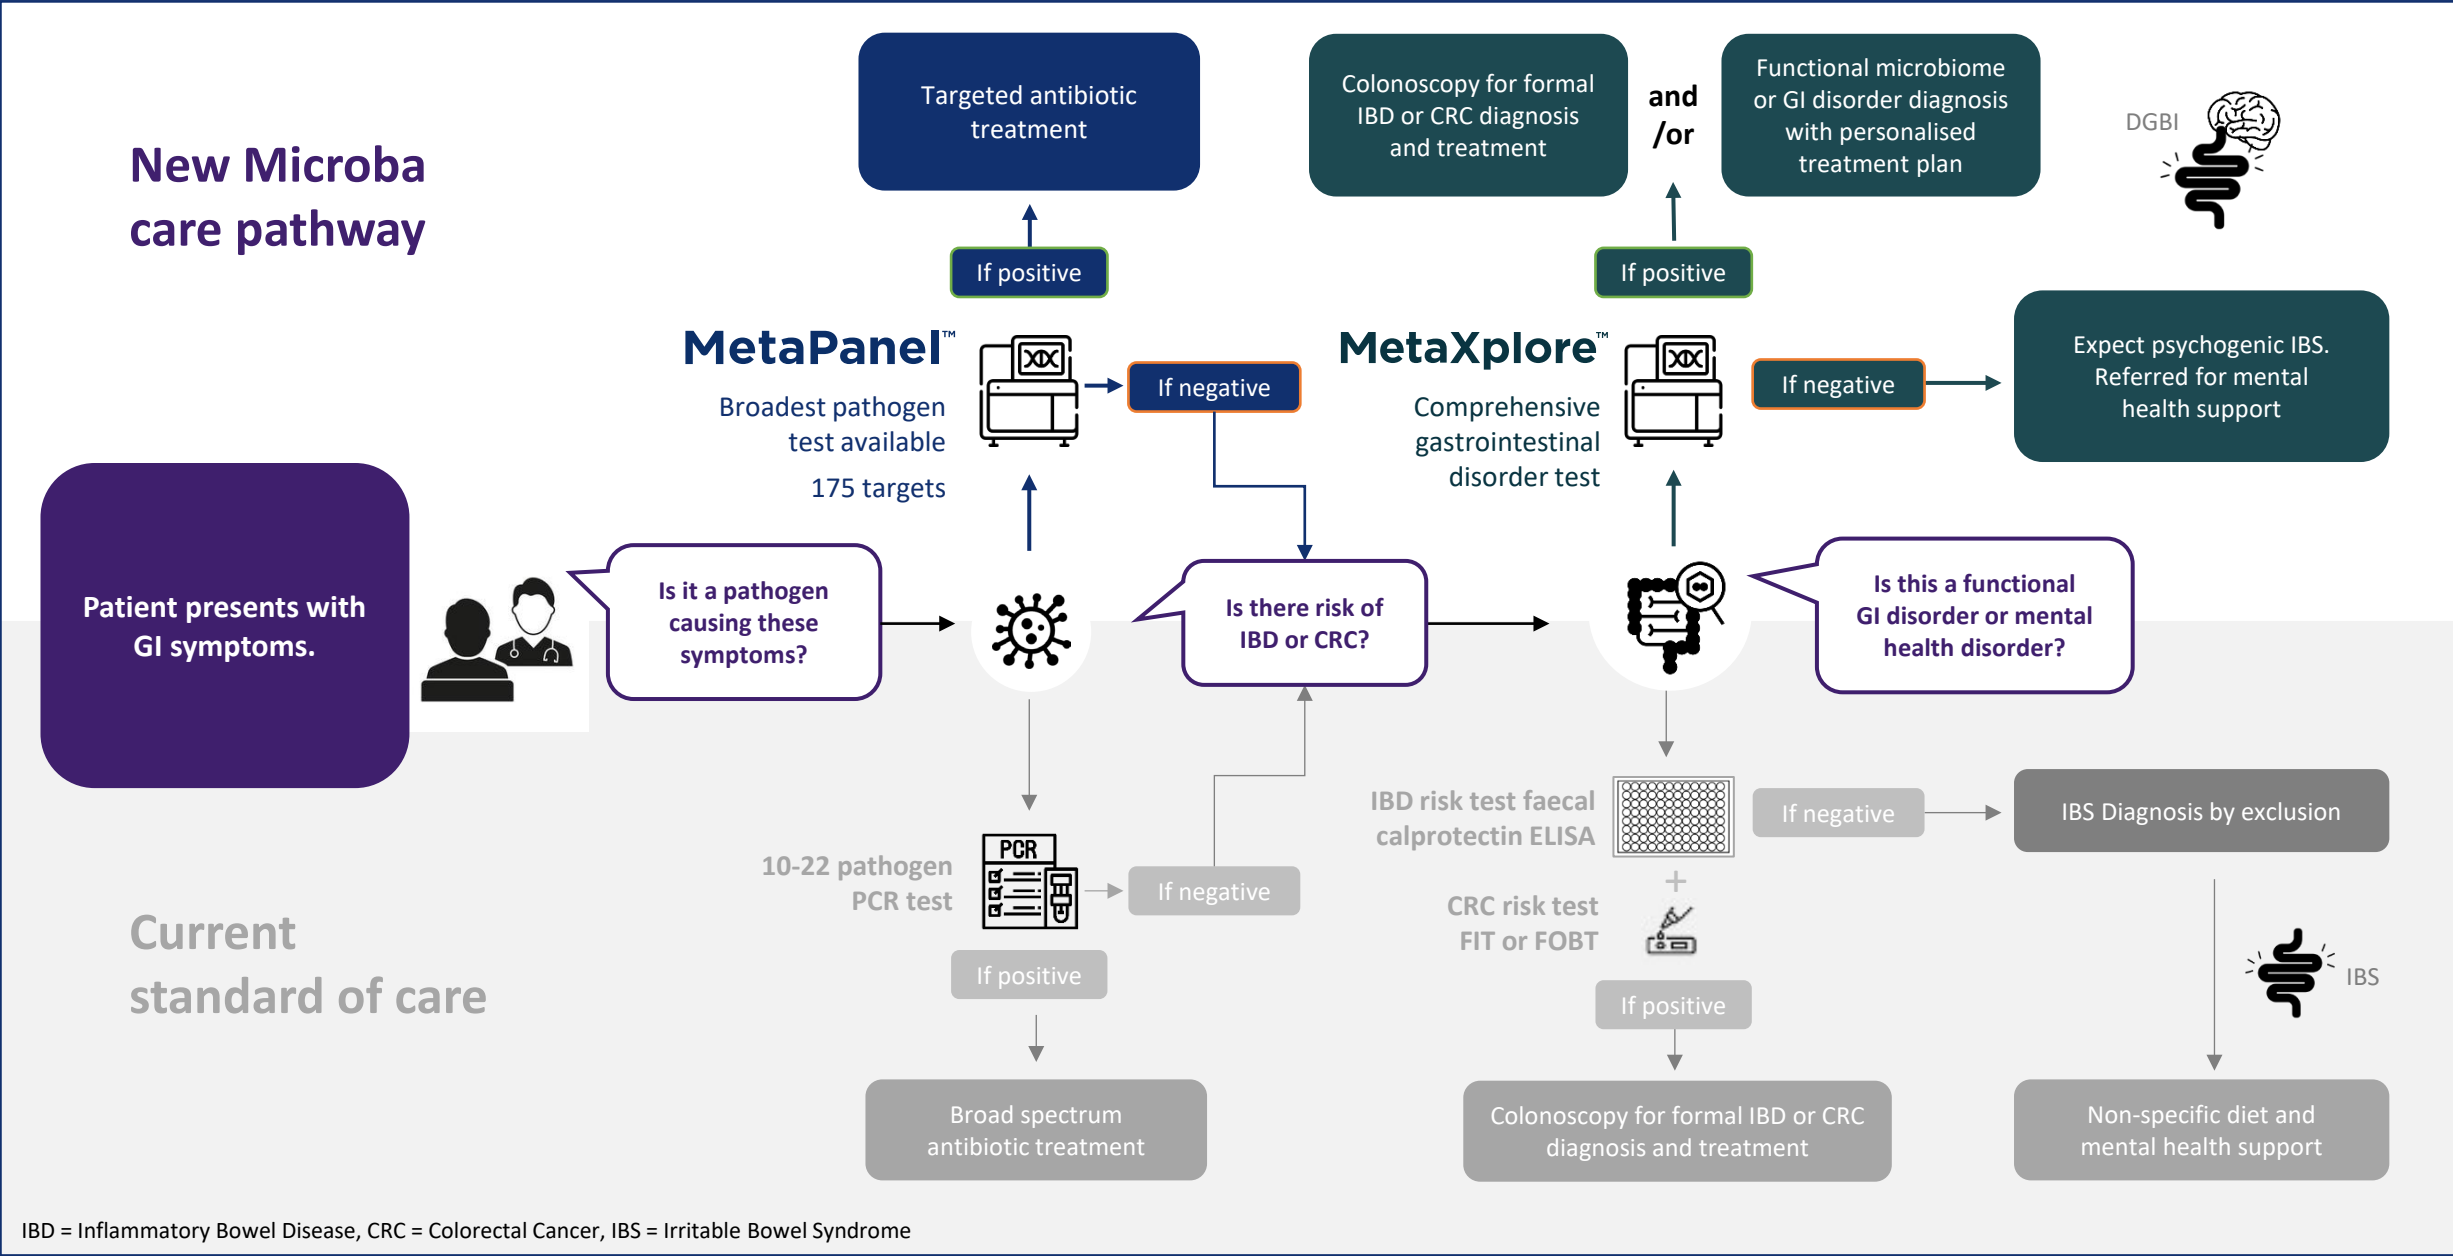 New Microba
care pathway
Targeted antibiotic
treatment
If positive
MetaPanel™
Broadest pathogen
test available
175 targets
If negative
Colonoscopy for formal
IBD or CRC diagnosis
and treatment
and
/or
Functional microbiome
or GI disorder diagnosis
with personalised
treatment plan
DGBI
If positive
MetaXplore™
Comprehensive
gastrointestinal
disorder test
If negative
Expect psychogenic IBS.
Referred for mental
health support
Patient presents with
GI symptoms.
Is it a pathogen
causing these
symptoms?
Is there risk of
IBD or CRC?
Is this a functional
GI disorder or mental
health disorder?
Current
standard of care
10-22 pathogen
PCR test
PCR
If negative
If positive
Broad spectrum
antibiotic treatment
IBD risk test faecal
calprotectin ELISA
+
CRC risk test
FIT or FOBT
If negative
IBS Diagnosis by exclusion
If positive
IBS
Colonoscopy for formal IBD or CRC
diagnosis and treatment
Non-specific diet and
mental health support
IBD = Inflammatory Bowel Disease, CRC = Colorectal Cancer, IBS = Irritable Bowel Syndrome